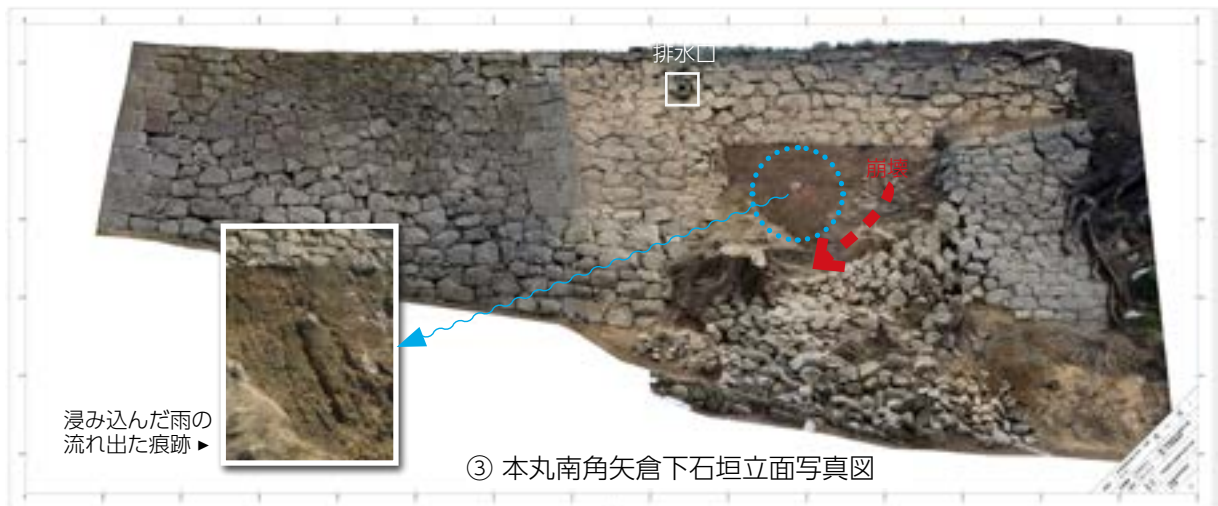 排水口
崩壊
浸み込んだ雨の
流れ出た痕跡 ►
③ 本丸南角矢倉下石垣立面写真図